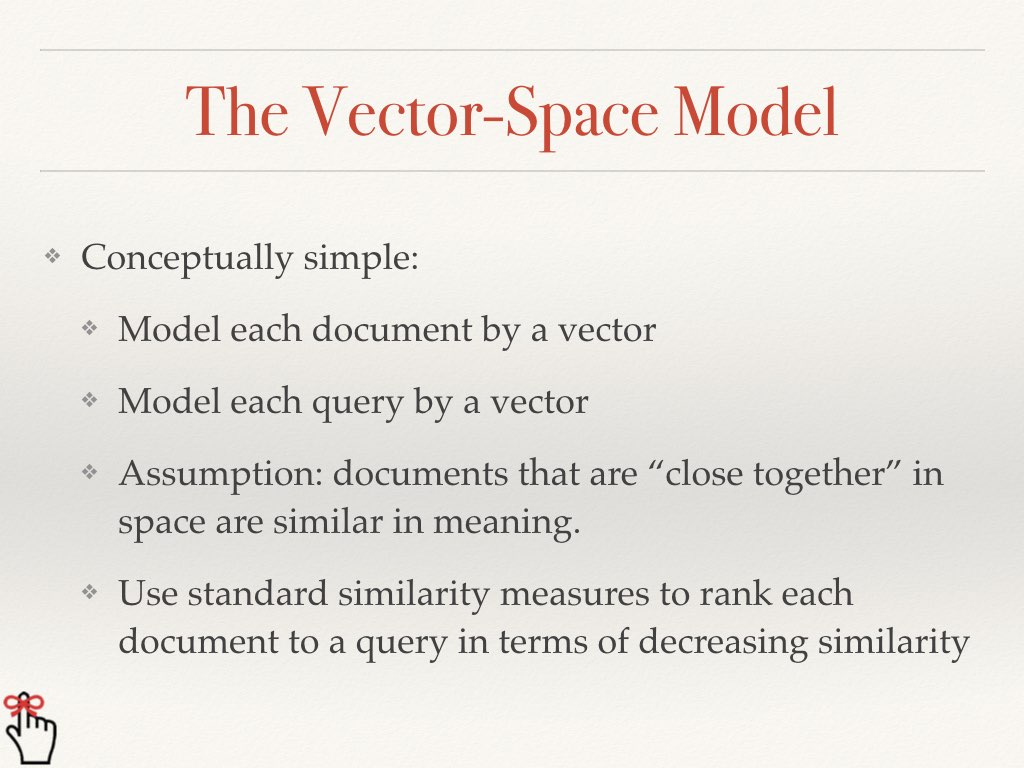 The Vector-Space Model
Conceptually simple:
Model each document by a vector
Model each query by a vector
Assumption: documents that are “close together” in
space are similar in meaning.
Use standard similarity measures to rank each
document to a query in terms of decreasing similarity